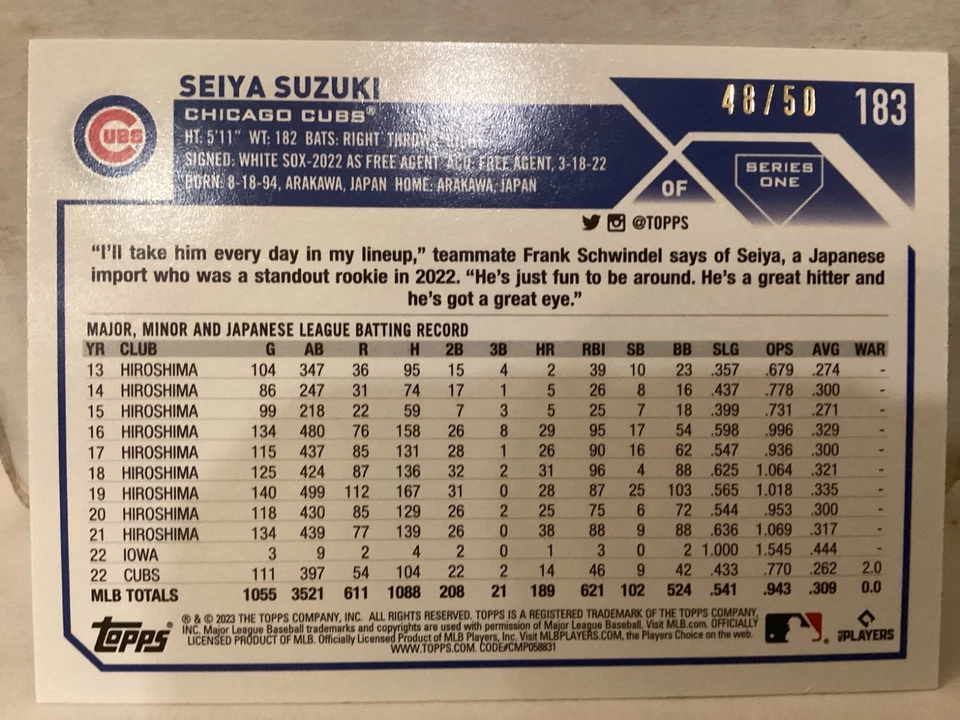 SEIYA SUZUKI
CHICAGO CUBS®
48/50
183
CUBS
HT: 5'11" WT: 182 BATS: RIGHT THROW
SIGNED: WHITE SOX-2022 AS FREE AGENT ACQ: FREE AGENT, 3-18-22
BORN: 8-18-94, ARAKAWA, JAPAN HOME: ARAKAWA, JAPAN
OF
SERIES
ONE
@TOPPS
"I'll take him every day in my lineup," teammate Frank Schwindel says of Seiya, a Japanese
import who was a standout rookie in 2022. "He's just fun to be around. He's a great hitter and
he's got a great eye."
MAJOR, MINOR AND JAPANESE LEAGUE BATTING RECORD
YR CLUB G AB R H 2B 3B HR RBI SB BB SLG OPS AVG WAR
13 HIROSHIMA 104 347 36 95 15 4 2 39 10 23 .357 .679 .274 -
14 HIROSHIMA 86 247 31 74 17 1 5 26 8 16 .437 .778 .300 -
15 HIROSHIMA 99 218 22 59 7 3 5 25 7 18 .399 .731 .271 -
16 HIROSHIMA 134 480 76 158 26 8 29 95 17 54 .598 .996 .329 -
17 HIROSHIMA 115 437 85 131 28 1 26 90 16 62 .547 .936 .300 -
18 HIROSHIMA 125 424 87 136 32 2 31 96 4 88 .625 1.064 .321 -
19 HIROSHIMA 140 499 112 167 31 0 28 87 25 103 .565 1.018 .335 -
20 HIROSHIMA 118 430 85 129 26 2 25 75 6 72 .544 .953 .300 -
21 HIROSHIMA 134 439 77 139 26 0 38 88 9 88 .636 1.069 .317 -
22 IOWA 3 9 2 4 2 0 1 3 0 2 1.000 1.545 .444 -
22 CUBS 111 397 54 104 22 2 14 46 9 42 .433 .770 .262 2.0
MLB TOTALS 1055 3521 611 1088 208 21 189 621 102 524 .541 .943 .309 0.0
topps
® & © 2023 THE TOPPS COMPANY, INC. ALL RIGHTS RESERVED. TOPPS IS A REGISTERED TRADEMARK OF THE TOPPS COMPANY,
INC. Major League Baseball trademarks and copyrights are used with permission of Major League Baseball. Visit MLB.com. OFFICIALLY
LICENSED PRODUCT OF MLB. Officially Licensed Product of MLB Players, Inc. Visit MLBPLAYERS.COM, the Players Choice on the web.
WWW.TOPPS.COM. CODE#CMP058831
PLAYERS